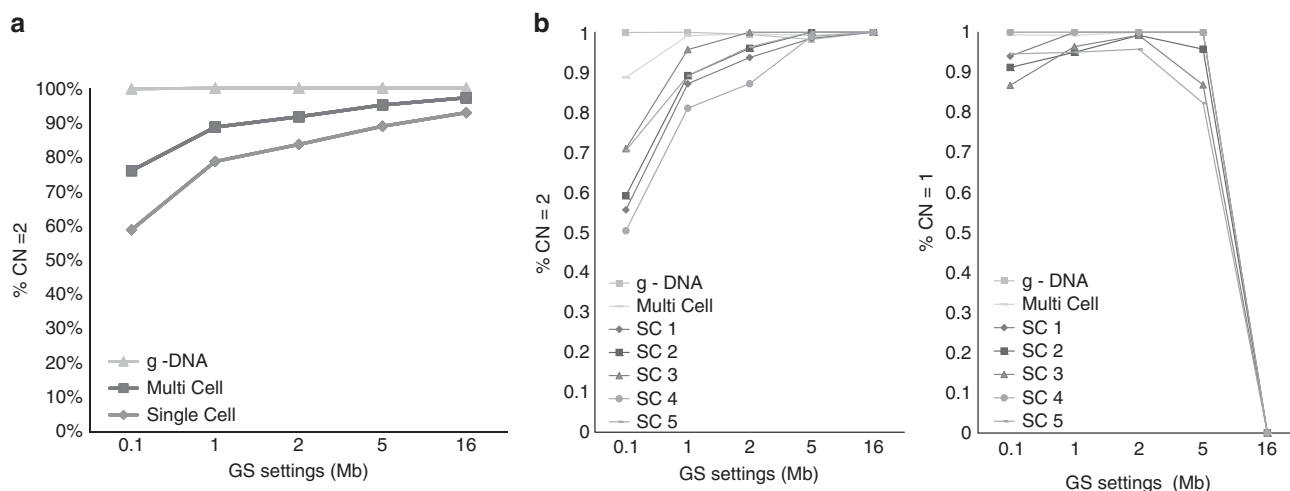 a
% CN =2
100%
90%
80%
70%
60%
50%
40%
30%
20%
10%
0%
g -DNA
Multi Cell
Single Cell
0.1 1 2 5 16
GS settings (Mb)
b
% CN = 2
1
0.9
0.8
0.7
0.6
0.5
0.4
0.3
0.2
0.1
0
g - DNA
Multi Cell
SC 1
SC 2
SC 3
SC 4
SC 5
0.1 1 2 5 16
GS settings (Mb)
% CN = 1
1
0.9
0.8
0.7
0.6
0.5
0.4
0.3
0.2
0.1
0
g - DNA
Multi Cell
SC 1
SC 2
SC 3
SC 4
SC 5
0.1 1 2 5 16
GS settings (Mb)